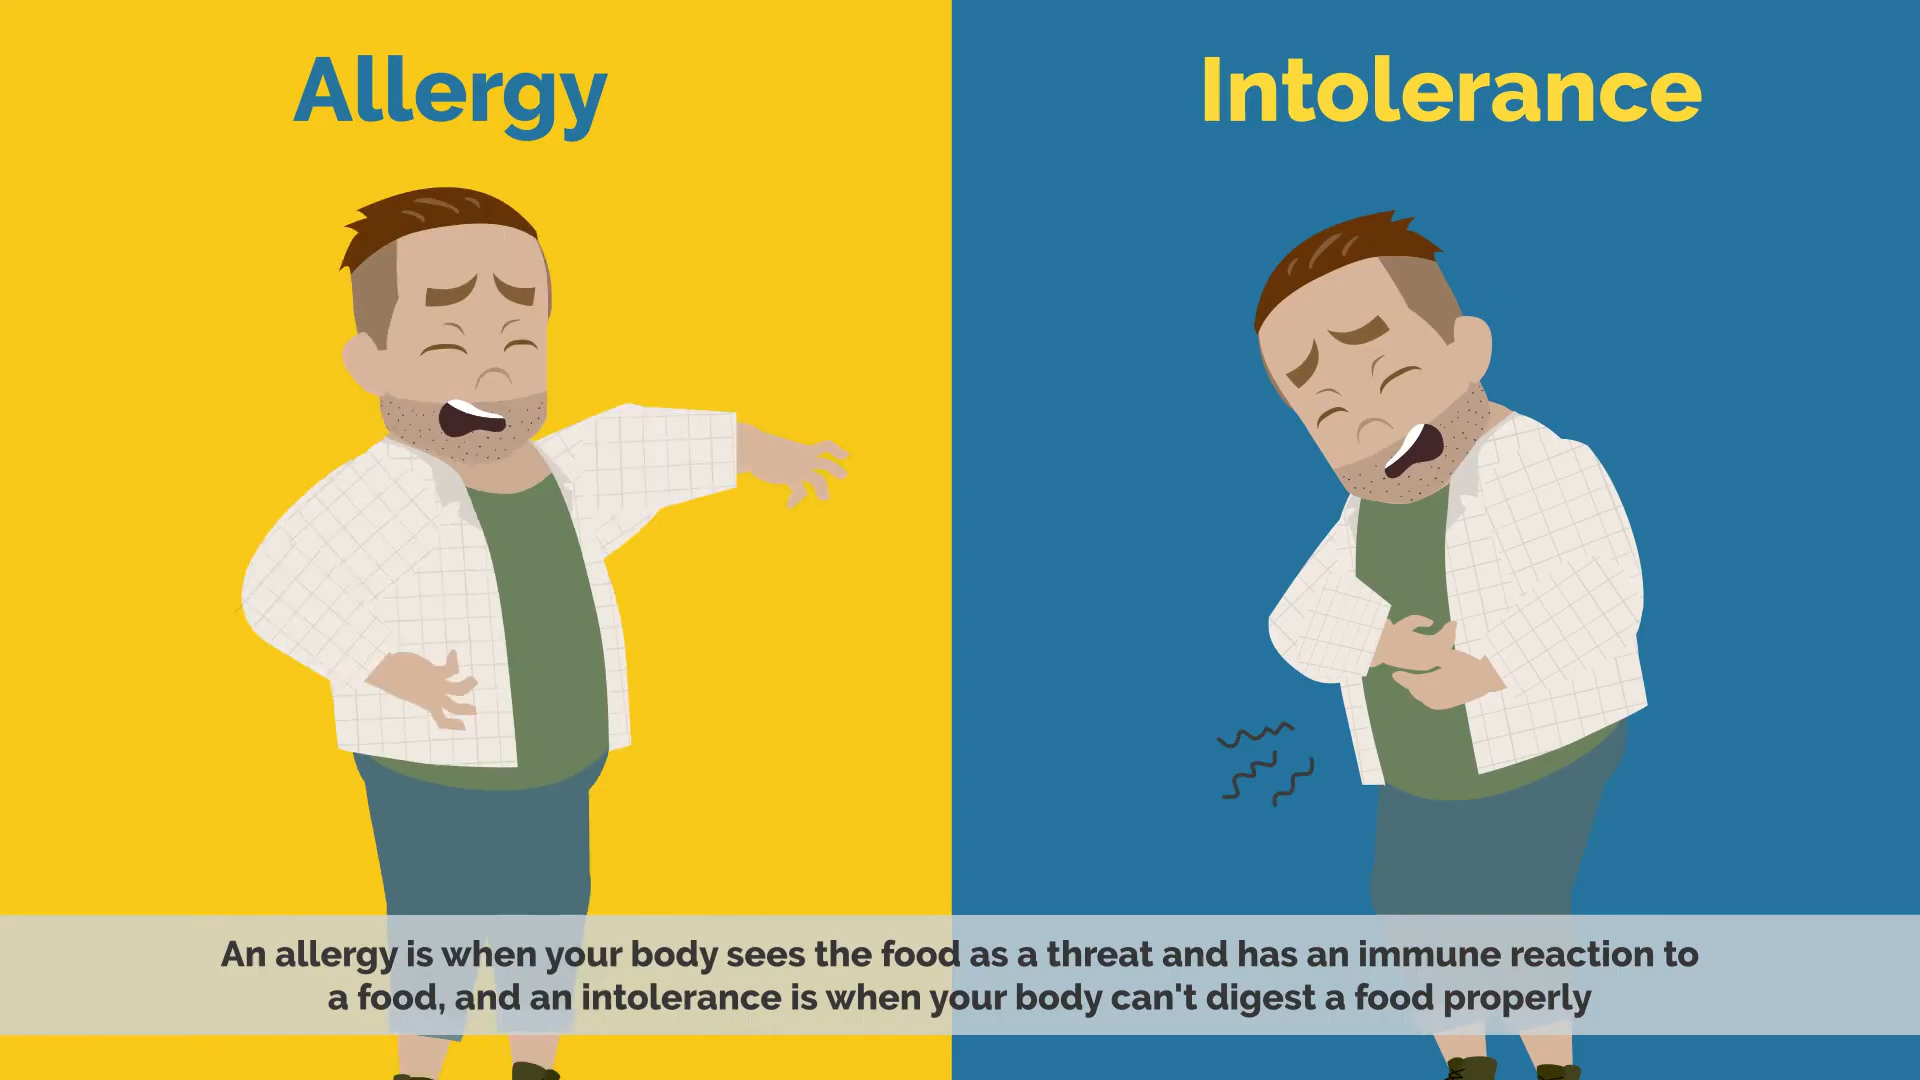 Allergy
Intolerance
An allergy is when your body sees the food as a threat and has an immune reaction to
a food, and an intolerance is when your body can't digest a food properly